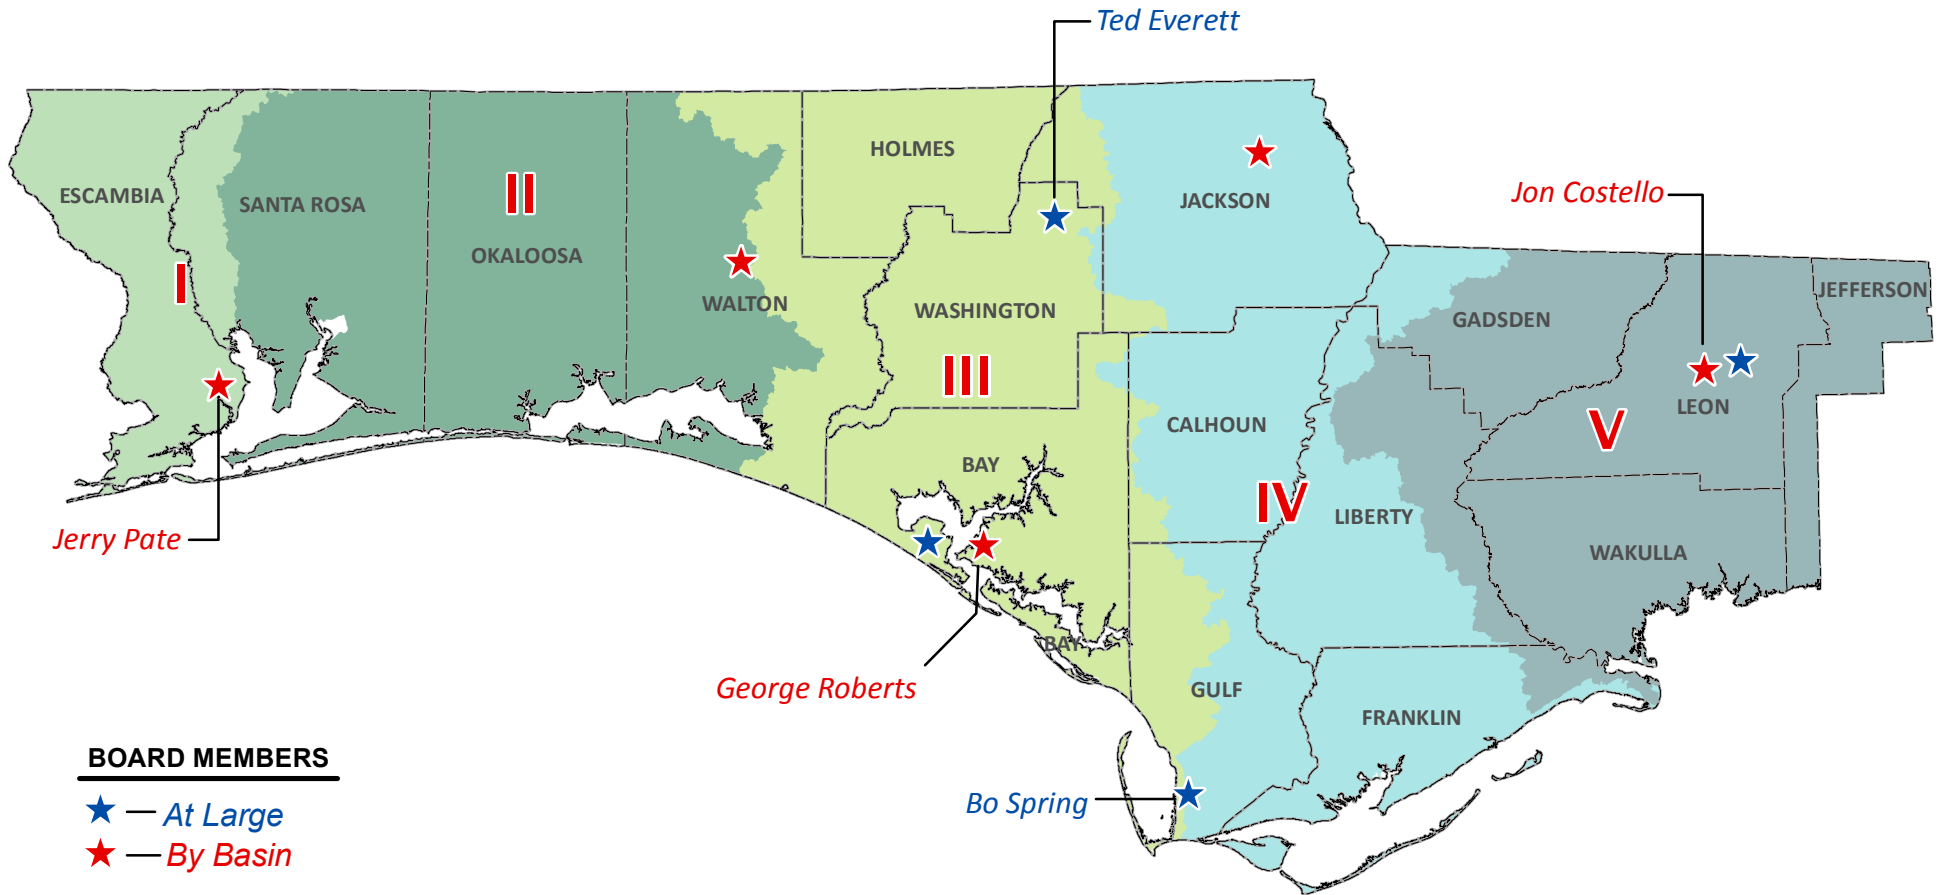 Ted Everett
HOLMES
ESCAMBIA
SANTA ROSA
II
JACKSON
Jon Costello
OKALOOSA
I
WALTON
WASHINGTON
GADSDEN
JEFFERSON
III
CALHOUN
V
LEON
BAY
IV
LIBERTY
Jerry Pate
WAKULLA
BAY
George Roberts
GULF
FRANKLIN
Bo Spring
BOARD MEMBERS
At Large
By Basin